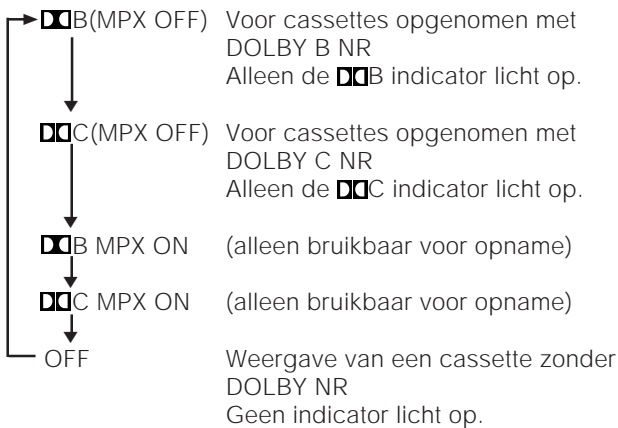 B(MPX OFF) Voor cassettes opgenomen met
DOLBY B NR
Alleen de B indicator licht op.
C(MPX OFF) Voor cassettes opgenomen met
DOLBY C NR
Alleen de C indicator licht op.
B MPX ON (alleen bruikbaar voor opname)
C MPX ON (alleen bruikbaar voor opname)
OFF Weergave van een cassette zonder
DOLBY NR
Geen indicator licht op.